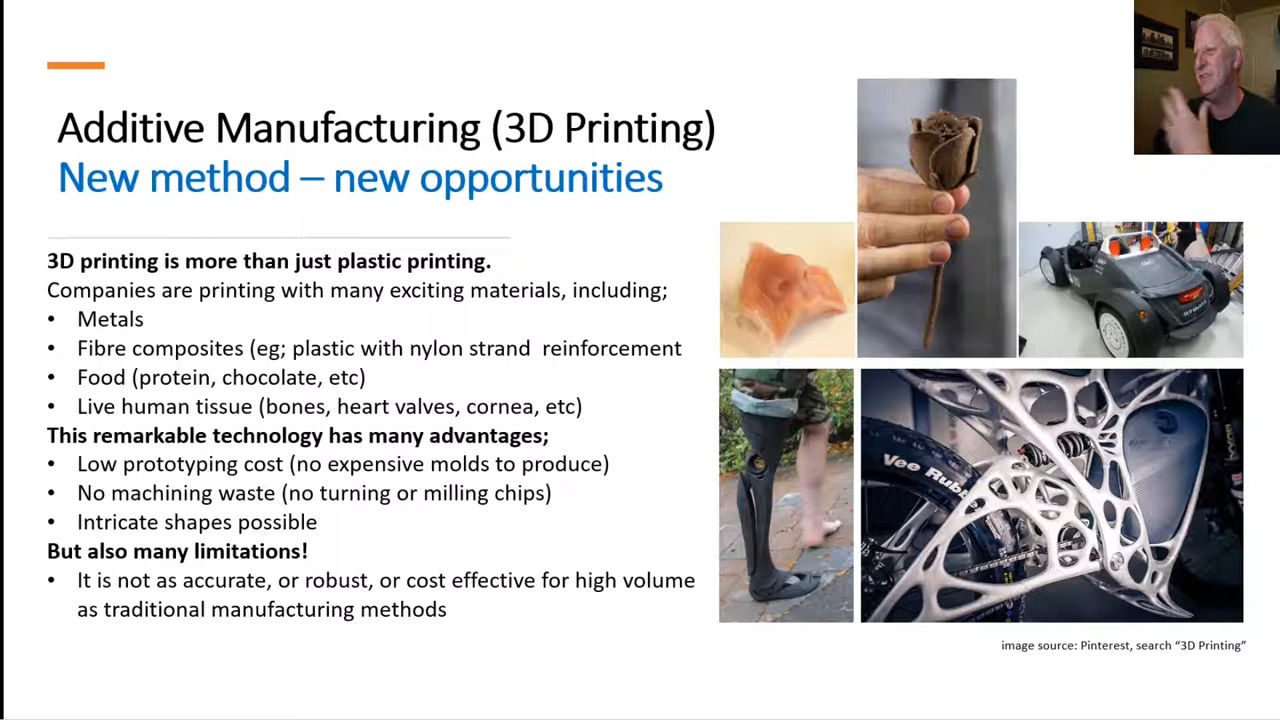 Additive Manufacturing (3D Printing)
New method – new opportunities
3D printing is more than just plastic printing.
Companies are printing with many exciting materials, including;
• Metals
• Fibre composites (eg; plastic with nylon strand reinforcement
• Food (protein, chocolate, etc)
• Live human tissue (bones, heart valves, cornea, etc)
This remarkable technology has many advantages;
• Low prototyping cost (no expensive molds to produce)
• No machining waste (no turning or milling chips)
• Intricate shapes possible
But also many limitations!
• It is not as accurate, or robust, or cost effective for high volume
as traditional manufacturing methods
Vee Rub
image source: Pinterest, search “3D Printing”